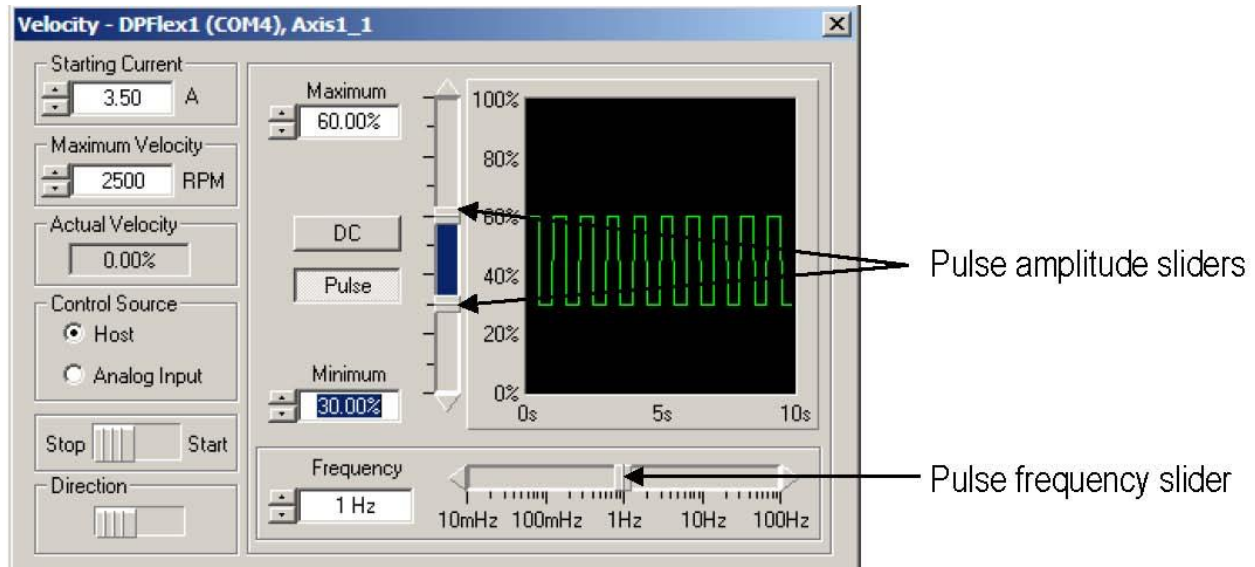 Velocity - DPFlex1 (COM4), Axis1_1
Starting Current
3.50 A
Maximum Velocity
2500 RPM
Actual Velocity
0.00%
Control Source
Host
Analog Input
Stop Start
Direction
Maximum
60.00%
DC
Pulse
Minimum
30.00%
100%
80%
60%
40%
20%
0%
0s 5s 10s
Frequency
1 Hz
10mHz 100mHz 1Hz 10Hz 100Hz
Pulse amplitude sliders
Pulse frequency slider